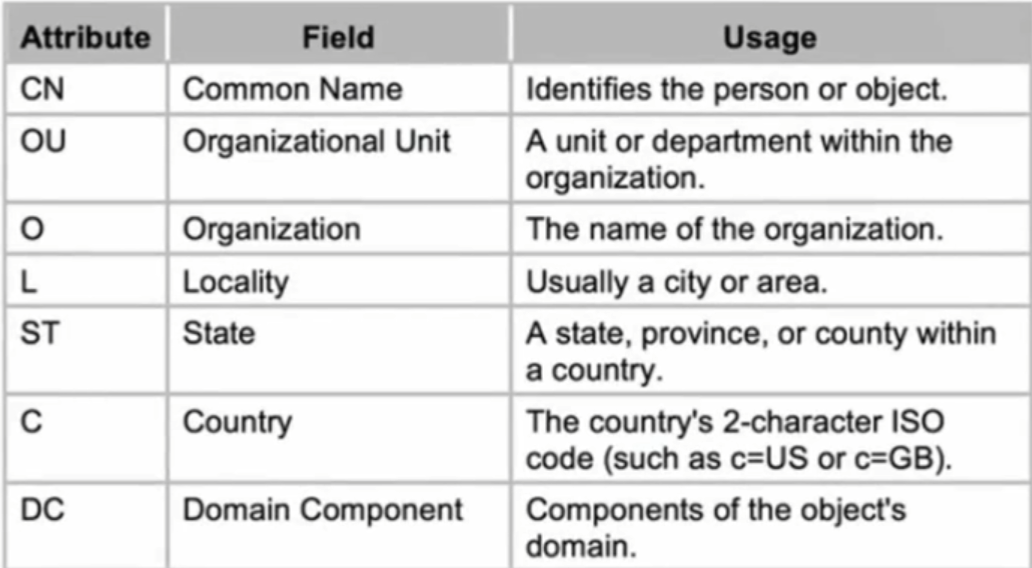 Attribute Field Usage
CN Common Name Identifies the person or object.
OU Organizational Unit A unit or department within the
organization.
O Organization The name of the organization.
L Locality Usually a city or area.
ST State A state, province, or county within
a country.
C Country The country's 2-character ISO
code (such as c=US or c=GB).
DC Domain Component Components of the object's
domain.